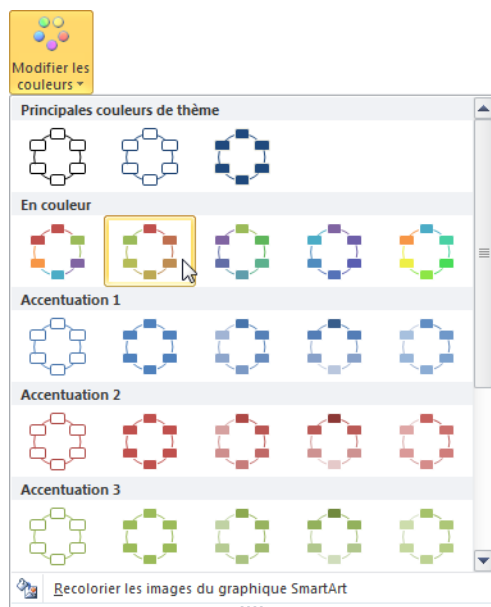 Modifier les
couleurs
Principales couleurs de thème
En couleur
Accentuation 1
Accentuation 2
Accentuation 3
Recolorier les images du graphique SmartArt